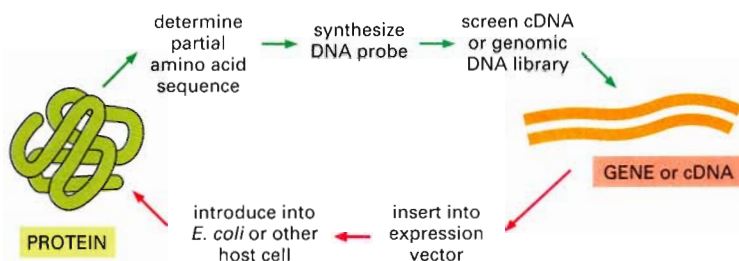 determine
partial
amino acid
sequence
synthesize
DNA probe
screen cDNA
or genomic
DNA library
GENE or cDNA
insert into
expression
vector
introduce into
E. coli or other
host cell
PROTEIN